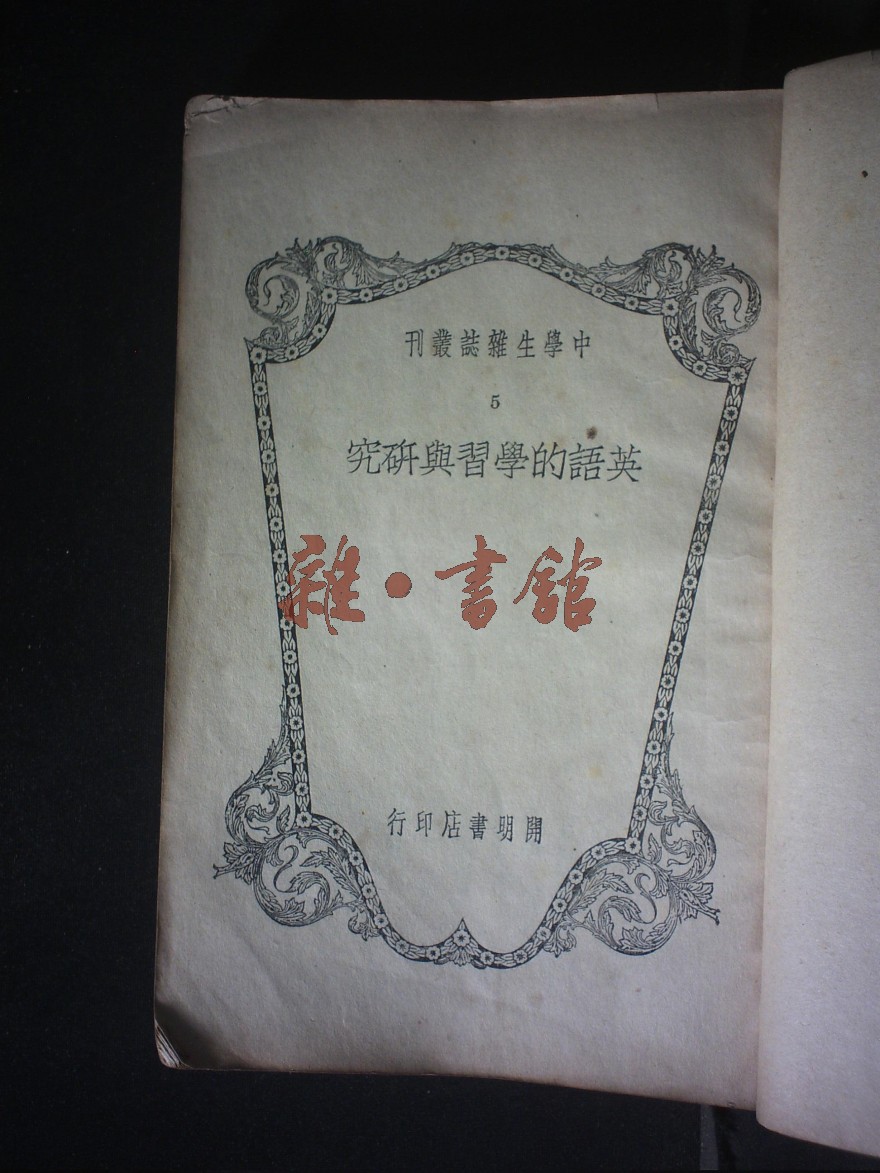 中學生雜誌叢刊
5
英語的學習與硏究
雜•書館
開明書店印行